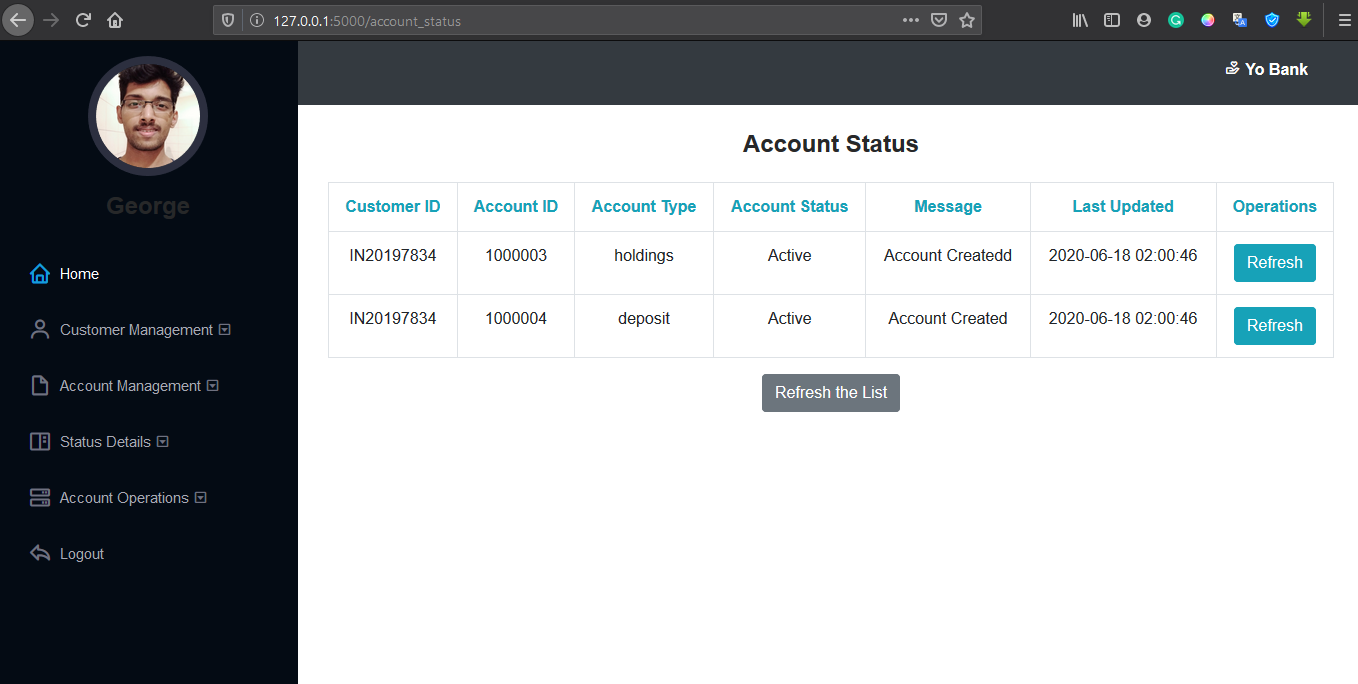 127.0.0.1:5000/account_status
Yo Bank
George
Home
Customer Management
Account Management
Status Details
Account Operations
Logout
Account Status
Customer ID Account ID Account Type Account Status Message Last Updated Operations
IN20197834 1000003 holdings Active Account Createdd 2020-06-18 02:00:46 Refresh
IN20197834 1000004 deposit Active Account Created 2020-06-18 02:00:46 Refresh
Refresh the List